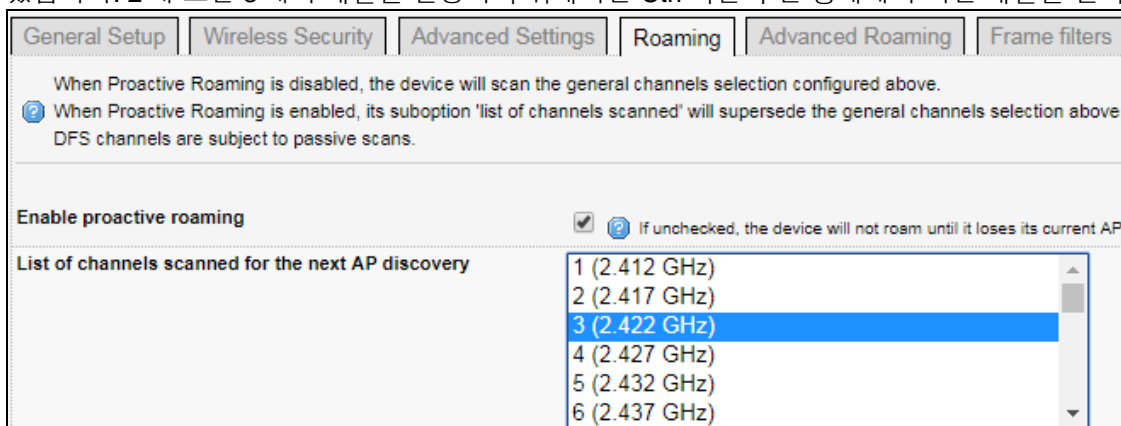 General Setup Wireless Security Advanced Settings Roaming Advanced Roaming Frame filters
When Proactive Roaming is disabled, the device will scan the general channels selection configured above.
When Proactive Roaming is enabled, its suboption 'list of channels scanned' will supersede the general channels selection above
DFS channels are subject to passive scans.
Enable proactive roaming
If unchecked, the device will not roam until it loses its current AP
List of channels scanned for the next AP discovery
1 (2.412 GHz)
2 (2.417 GHz)
3 (2.422 GHz)
4 (2.427 GHz)
5 (2.432 GHz)
6 (2.437 GHz)